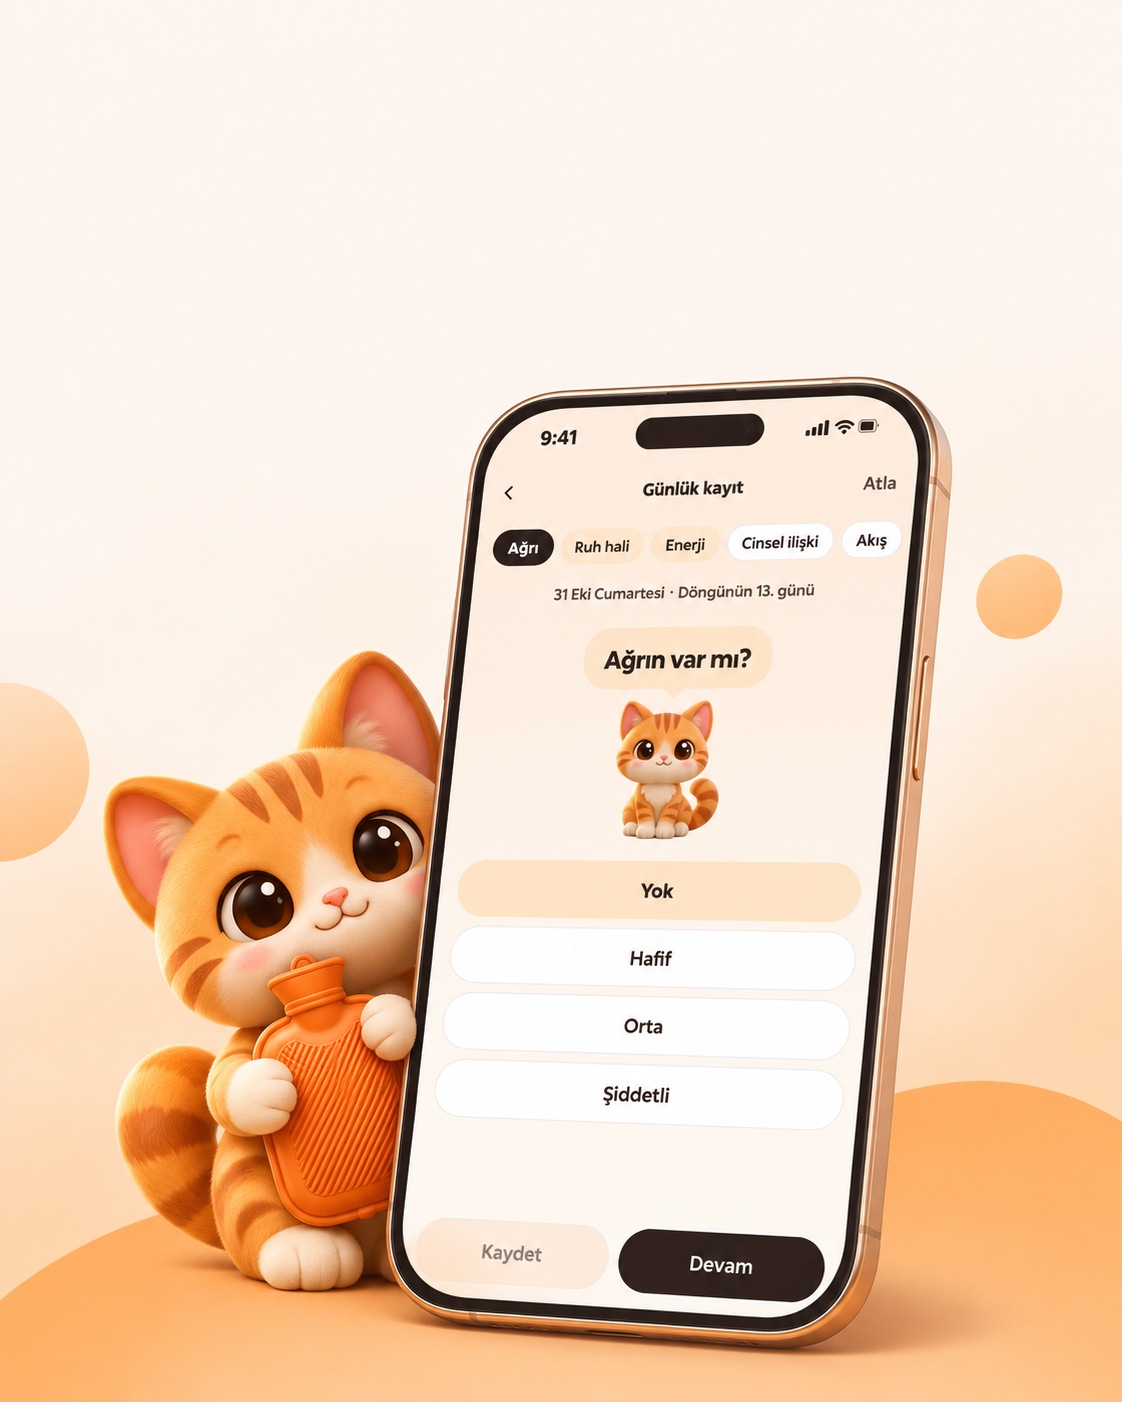 9:41
Günlük kayıt
Atla
Ağrı
Ruh hali
Enerji
Cinsel ilişki
Akış
31 Eki Cumartesi · Döngünün 13. günü
Ağrın var mı?
Yok
Hafif
Orta
Şiddetli
Kaydet
Devam